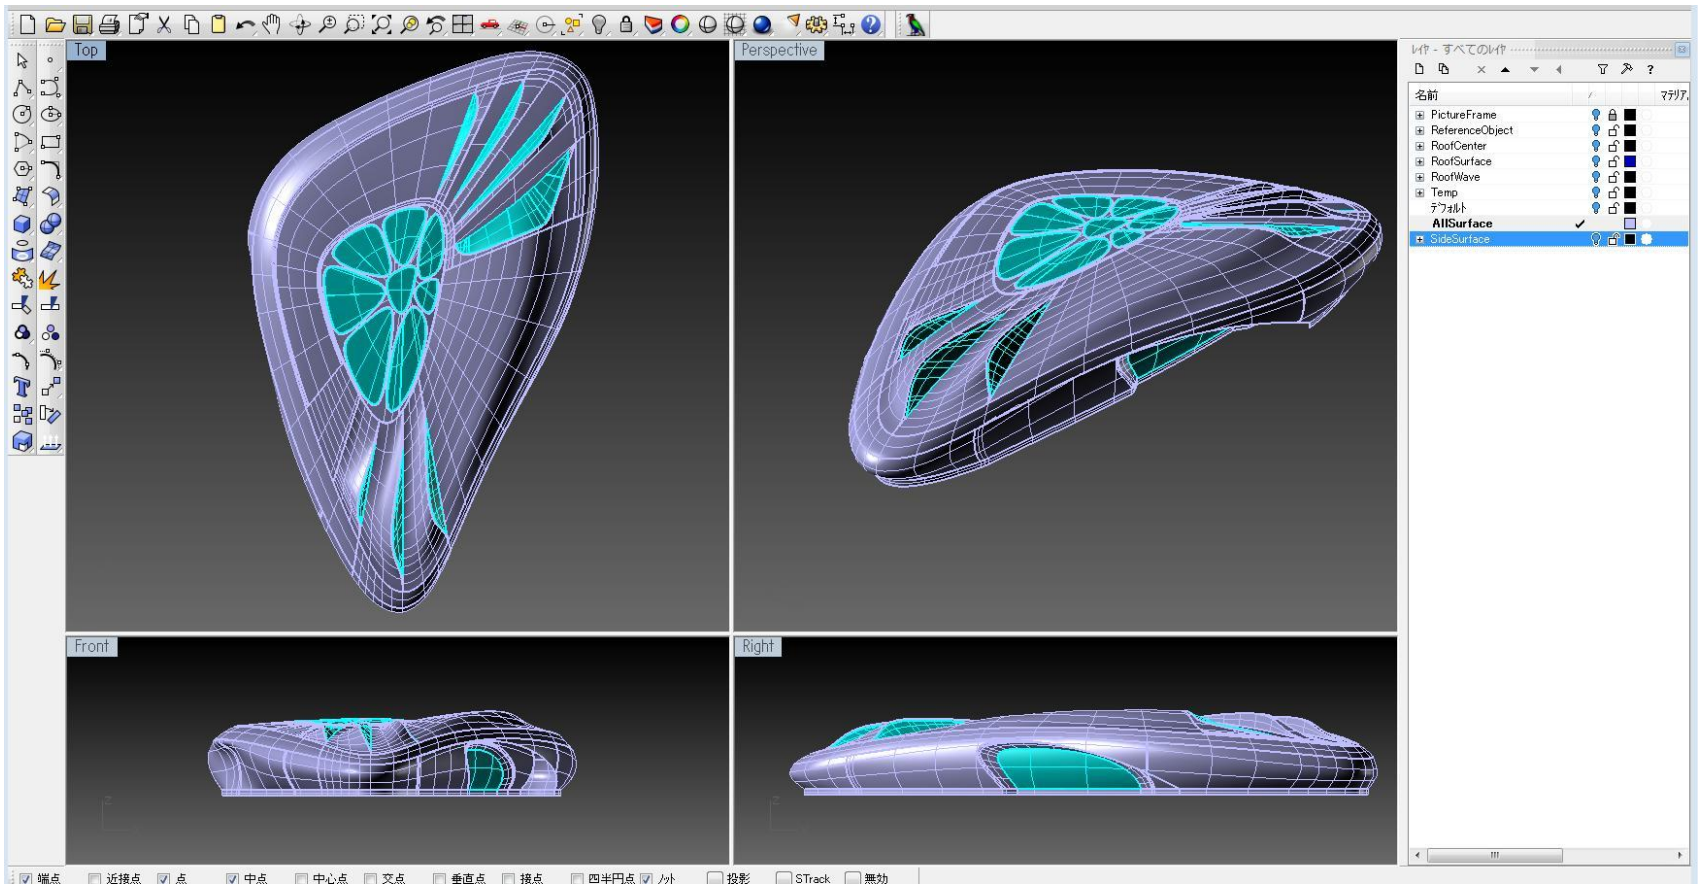 Top
Perspective
Front
Right
ﾚｲﾔ - すべてのﾚｲﾔ
?
名前
マテリア
PictureFrame
ReferenceObject
RoofCenter
RoofSurface
RoofWave
Temp
デフォルト
AllSurface
SideSurface
端点 近接点 点 中点 中心点 交点 垂直点 接点 四半円点 ﾉｯﾄ 投影 STrack 無効